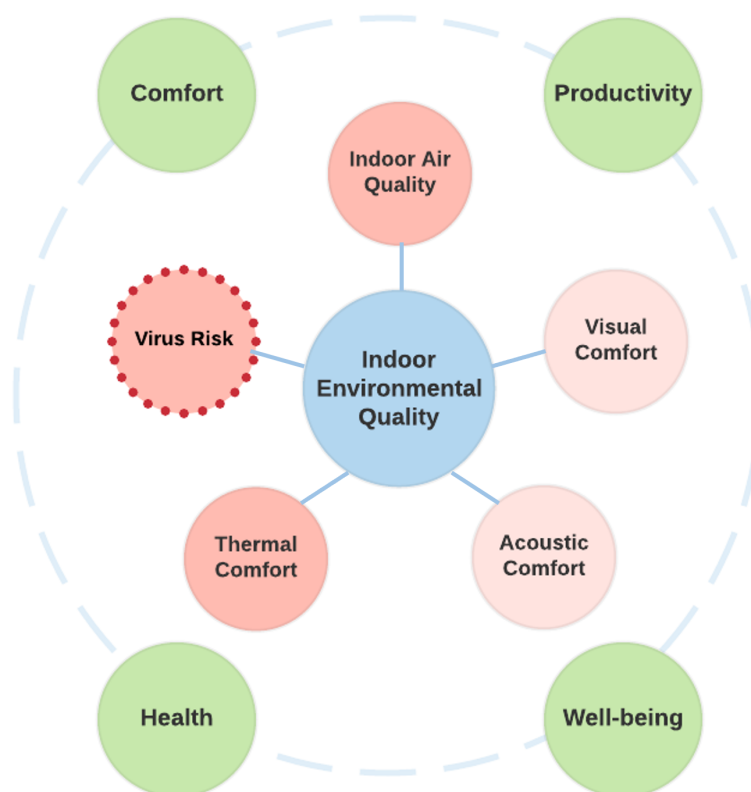 Comfort
Productivity
Indoor Air
Quality
Virus Risk
Visual
Comfort
Indoor
Environmental
Quality
Thermal
Comfort
Acoustic
Comfort
Health
Well-being